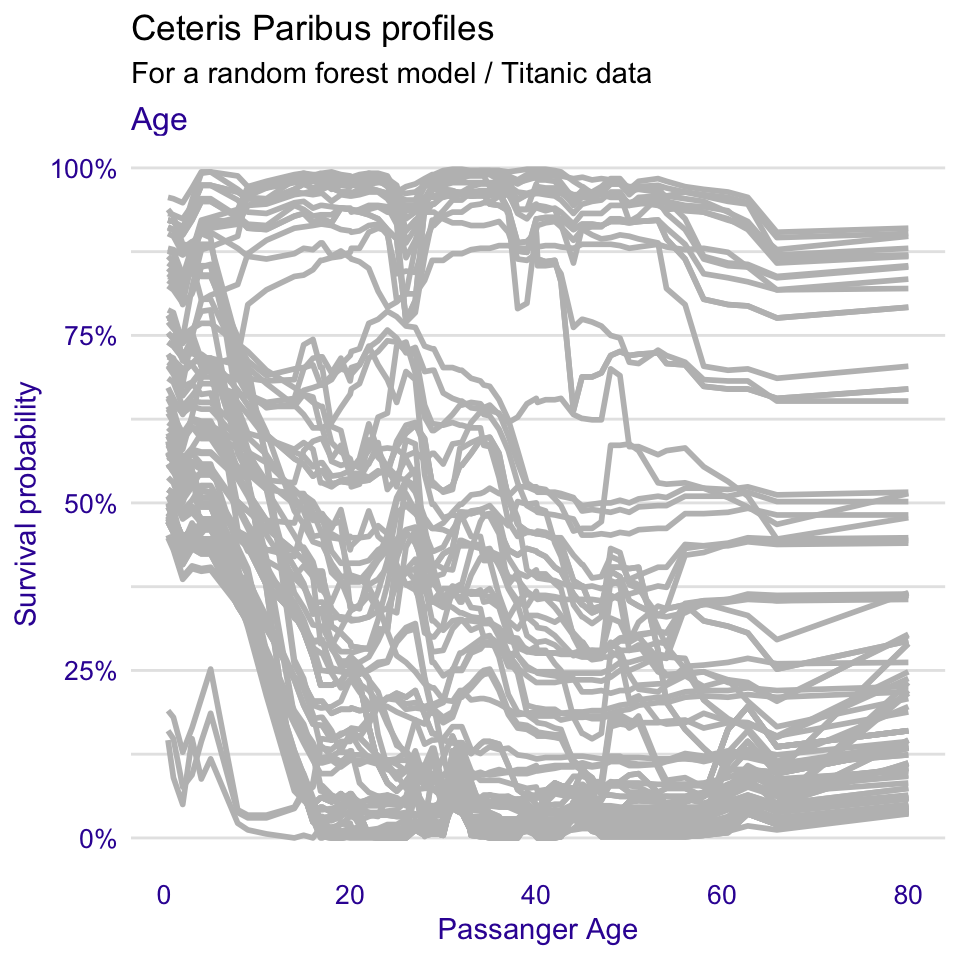 Ceteris Paribus profiles
For a random forest model / Titanic data
Age
100%
75%
50%
25%
0%
Survival probability
0 20 40 60 80
Passanger Age